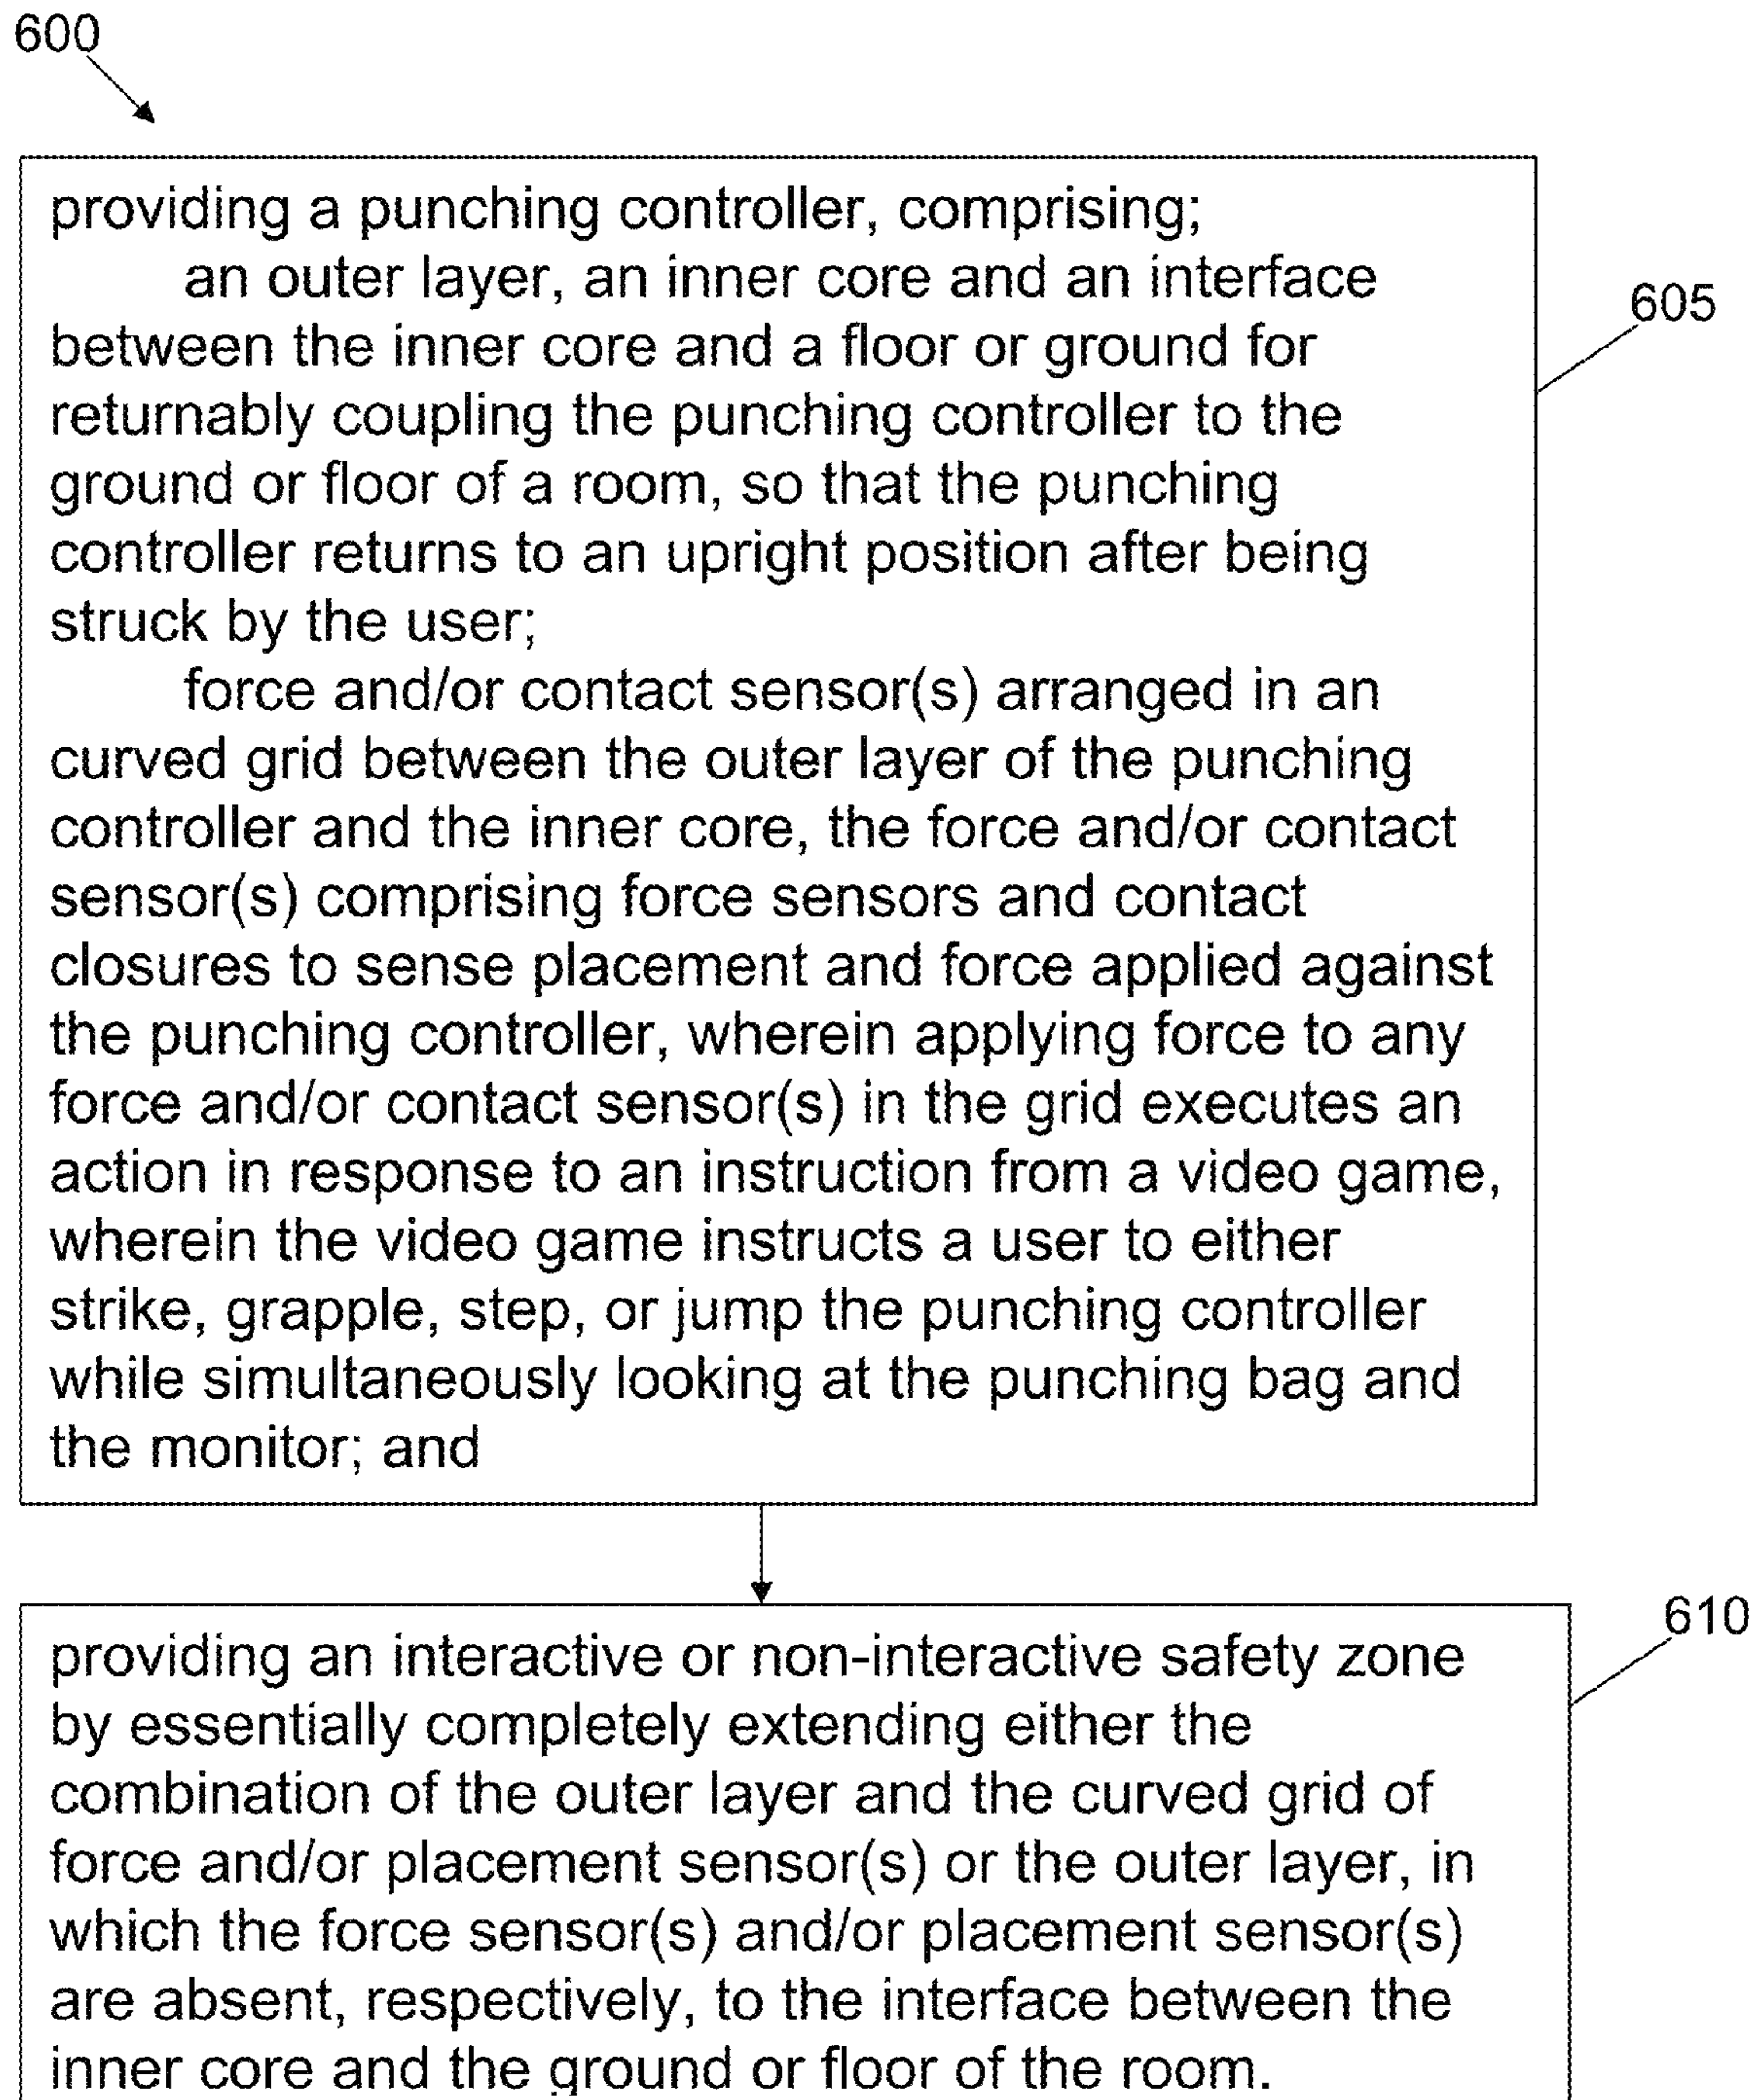 600
providing a punching controller, comprising;
an outer layer, an inner core and an interface
605
between the inner core and a floor or ground for
returnably coupling the punching controller to the
ground or floor of a room, so that the punching
controller returns to an upright position after being
struck by the user;
force and/or contact sensor(s) arranged in an
curved grid between the outer layer of the punching
controller and the inner core, the force and/or contact
sensor(s) comprising force sensors and contact
closures to sense placement and force applied against
the punching controller, wherein applying force to any
force and/or contact sensor(s) in the grid executes an
action in response to an instruction from a video game,
wherein the video game instructs a user to either
strike, grapple, step, or jump the punching controller
while simultaneously looking at the punching bag and
the monitor; and
610
providing an interactive or non-interactive safety zone
by essentially completely extending either the
combination of the outer layer and the curved grid of
force and/or placement sensor(s) or the outer layer, in
which the force sensor(s) and/or placement sensor(s)
are absent, respectively, to the interface between the
inner core and the ground or floor of the room.